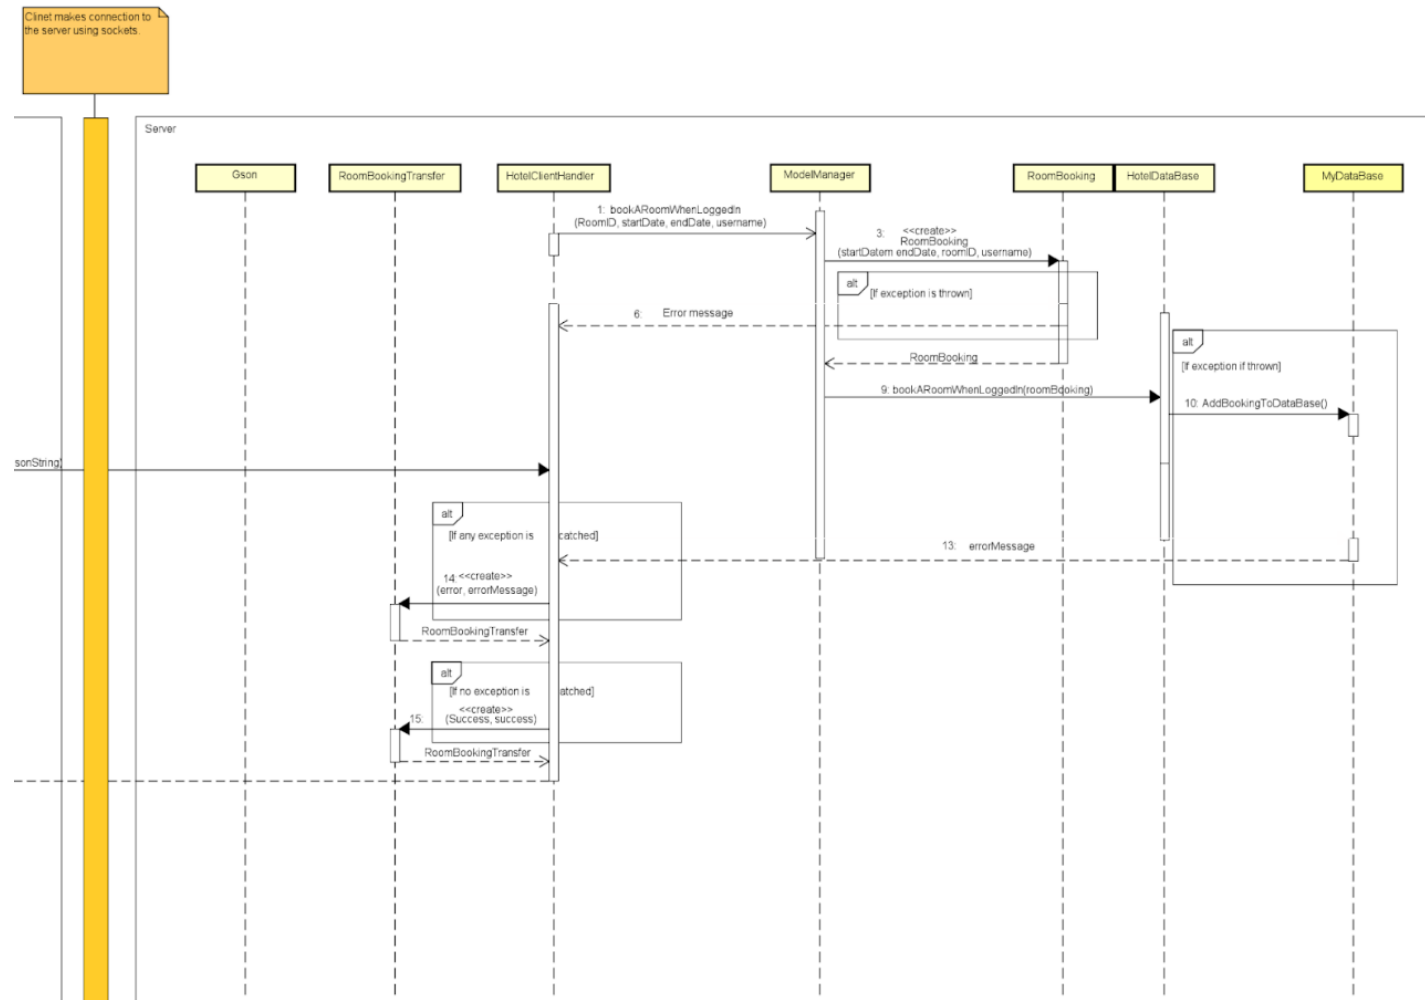 Clinet makes connection to
the server using sockets.
Server
Gson
RoomBookingTransfer
HotelClientHandler
ModelManager
RoomBooking
HotelDataBase
MyDataBase
1: bookARoomWhenLoggedIn
(RoomID, startDate, endDate, username)
3: <<create>>
RoomBooking
(startDatem endDate, roomID, username)
alt
[If exception is thrown]
6: Error message
RoomBooking
alt
[If exception if thrown]
9: bookARoomWhenLoggedIn(roomBooking)
10: AddBookingToDataBase()
sonString)
alt
[If any exception is catched]
13: errorMessage
14: <<create>>
(error, errorMessage)
RoomBookingTransfer
alt
[If no exception is atched]
<<create>>
15: (Success, success)
RoomBookingTransfer